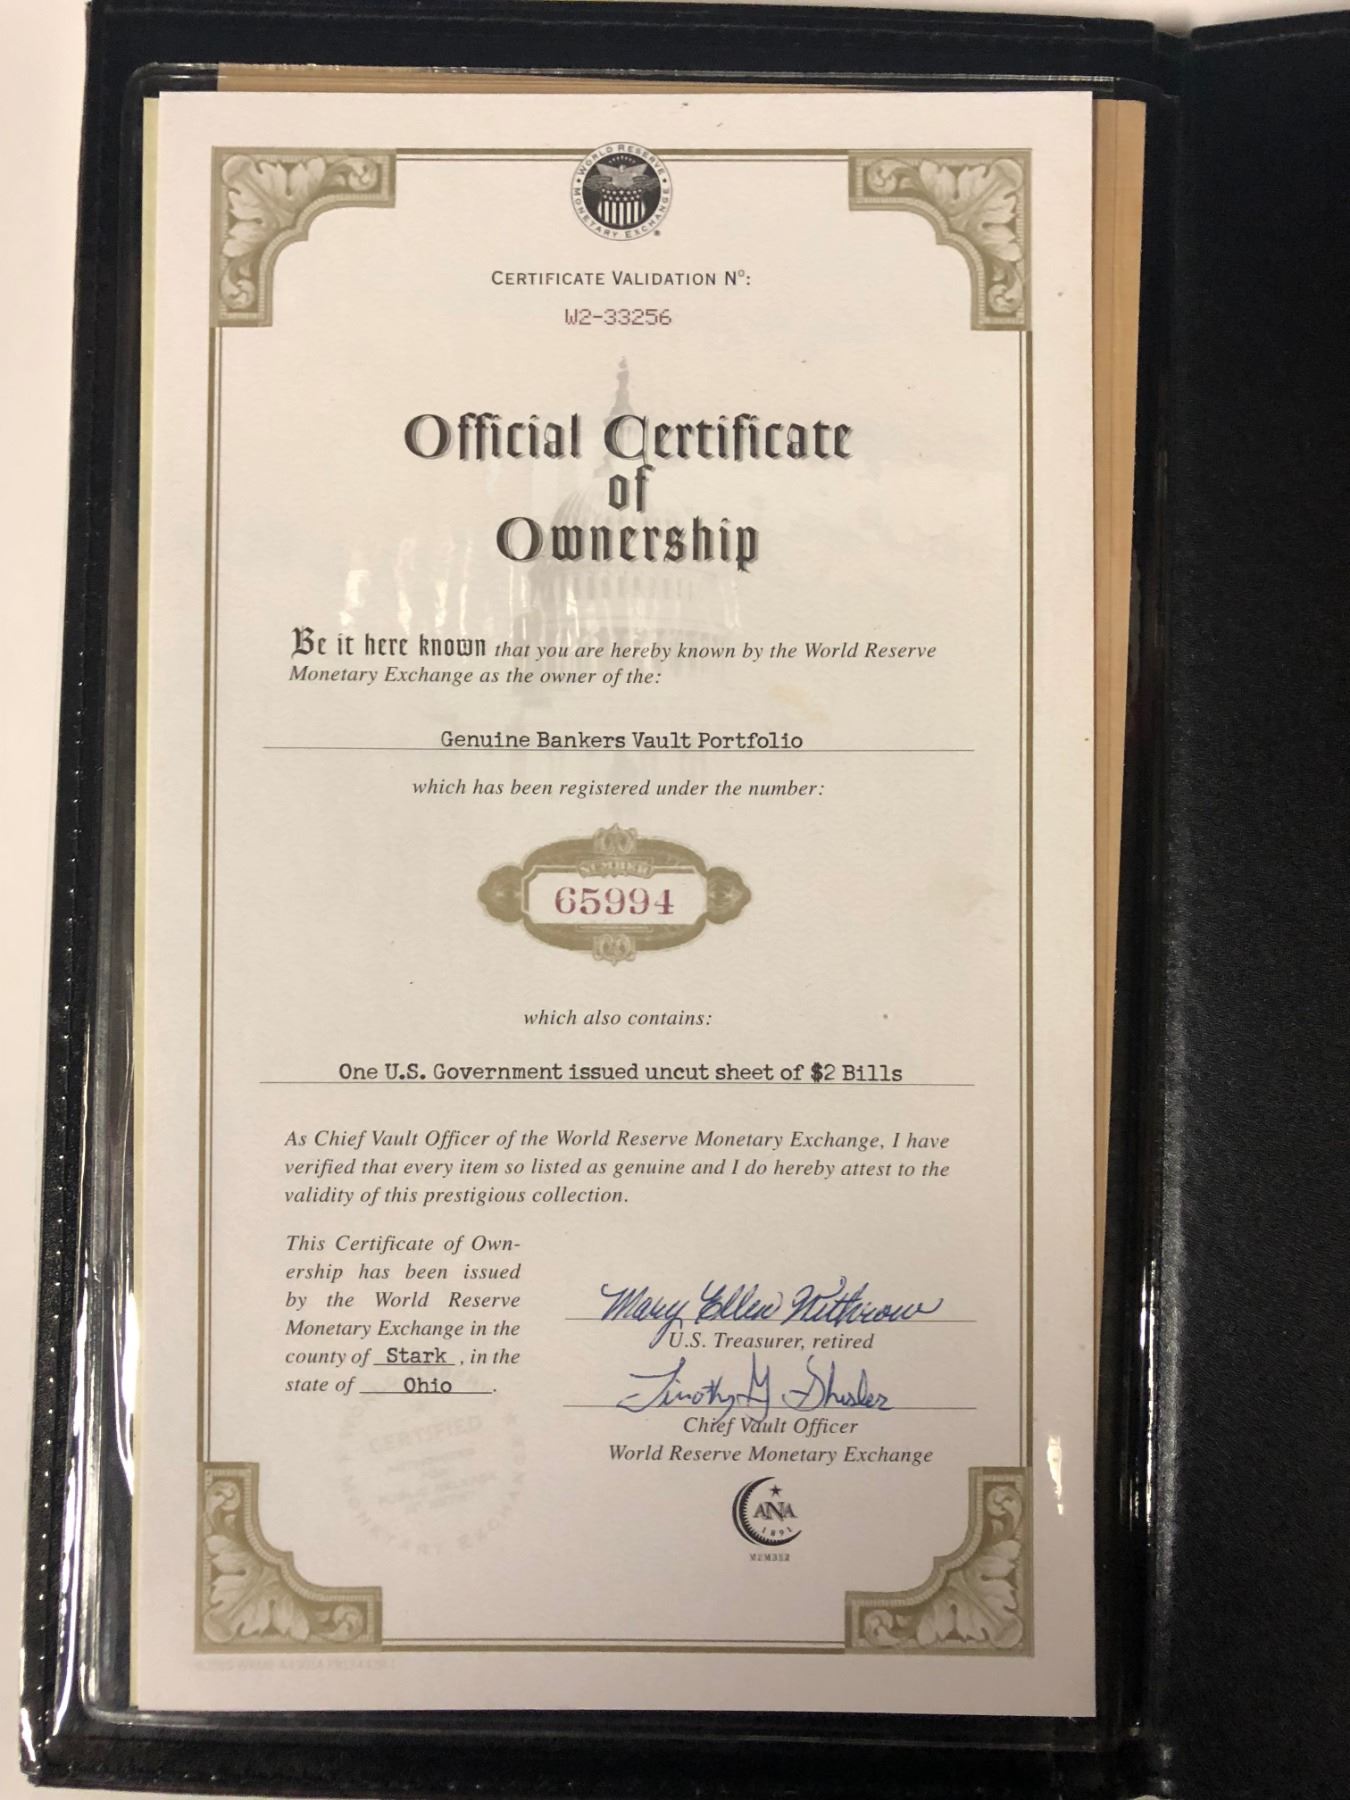 WORLD RESERVE
MONETARY EXCHANGE ®
CERTIFICATE VALIDATION Nº:
W2-33256
Official Certificate
of
Ownership
Be it here known that you are hereby known by the World Reserve
Monetary Exchange as the owner of the:
Genuine Bankers Vault Portfolio
which has been registered under the number:
NUMBER
65994
which also contains:
One U.S. Government issued uncut sheet of $2 Bills
As Chief Vault Officer of the World Reserve Monetary Exchange, I have
verified that every item so listed as genuine and I do hereby attest to the
validity of this prestigious collection.
This Certificate of Own-
ership has been issued
by the World Reserve
Monetary Exchange in the
county of Stark , in the
state of Ohio .
Mary Ellen Withrow
U.S. Treasurer, retired
Timothy J Shisler
Chief Vault Officer
World Reserve Monetary Exchange
CERTIFIED
MONETARY EXCHANGE
ANA
1891
MEMBER